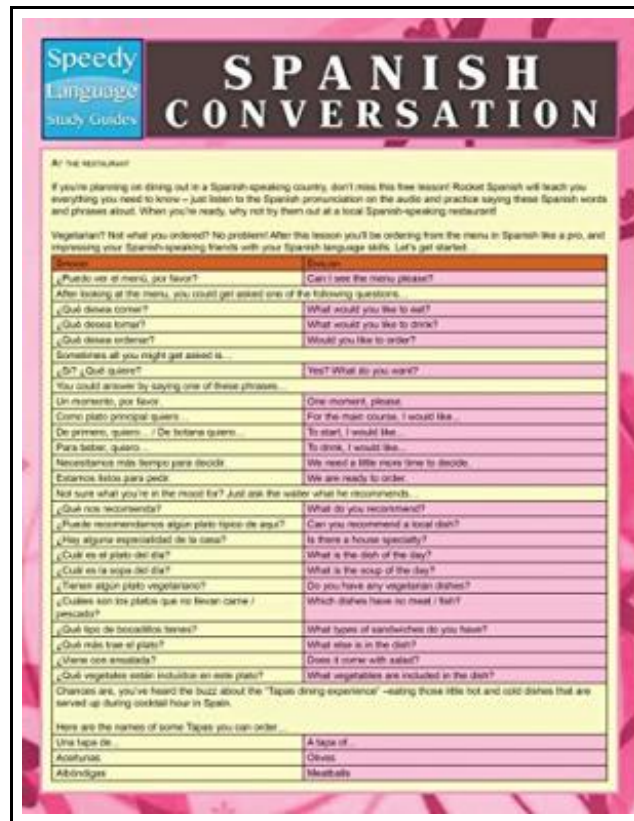 Speedy
Language
Study Guides
SPANISH
CONVERSATION
AT THE RESTAURANT
If you're planning on dining out in a Spanish-speaking country, don't miss this free lesson! Rocket Spanish will teach you
everything you need to know – just listen to the Spanish pronunciation on the audio and practice saying these Spanish words
and phrases aloud. When you're ready, why not try them out at a local Spanish-speaking restaurant!
Vegetarian? Not what you ordered? No problem! After this lesson you'll be ordering from the menu in Spanish like a pro, and
impressing your Spanish-speaking friends with your Spanish language skills. Let's get started...
SPANISH ENGLISH
¿Puedo ver el menú, por favor? Can I see the menu please?
After looking at the menu, you could get asked one of the following questions...
¿Qué desea comer? What would you like to eat?
¿Qué desea tomar? What would you like to drink?
¿Qué desea ordenar? Would you like to order?
Sometimes all you might get asked is...
¿Sí? ¿Qué quiere? Yes? What do you want?
You could answer by saying one of these phrases...
Un momento, por favor. One moment, please.
Como plato principal quiero... For the main course, I would like...
De primero, quiero... / De botana quiero... To start, I would like...
Para beber, quiero... To drink, I would like...
Necesitamos más tiempo para decidir. We need a little more time to decide.
Estamos listos para pedir. We are ready to order.
Not sure what you're in the mood for? Just ask the waiter what he recommends...
¿Qué nos recomienda? What do you recommend?
¿Puede recomendarnos algún plato típico de aquí? Can you recommend a local dish?
¿Hay alguna especialidad de la casa? Is there a house specialty?
¿Cuál es el plato del día? What is the dish of the day?
¿Cuál es la sopa del día? What is the soup of the day?
¿Tienen algún plato vegetariano? Do you have any vegetarian dishes?
¿Cuáles son los platos que no llevan carne / Which dishes have no meat / fish?
pescado?
¿Qué tipo de bocadillos tienes? What types of sandwiches do you have?
¿Qué más trae el plato? What else is in the dish?
¿Viene con ensalada? Does it come with salad?
¿Qué vegetales están incluidos en este plato? What vegetables are included in the dish?
Chances are, you've heard the buzz about the "Tapas dining experience" –eating those little hot and cold dishes that are
served up during cocktail hour in Spain.
Here are the names of some Tapas you can order...
Una tapa de... A tapa of...
Aceitunas Olives
Albóndigas Meatballs